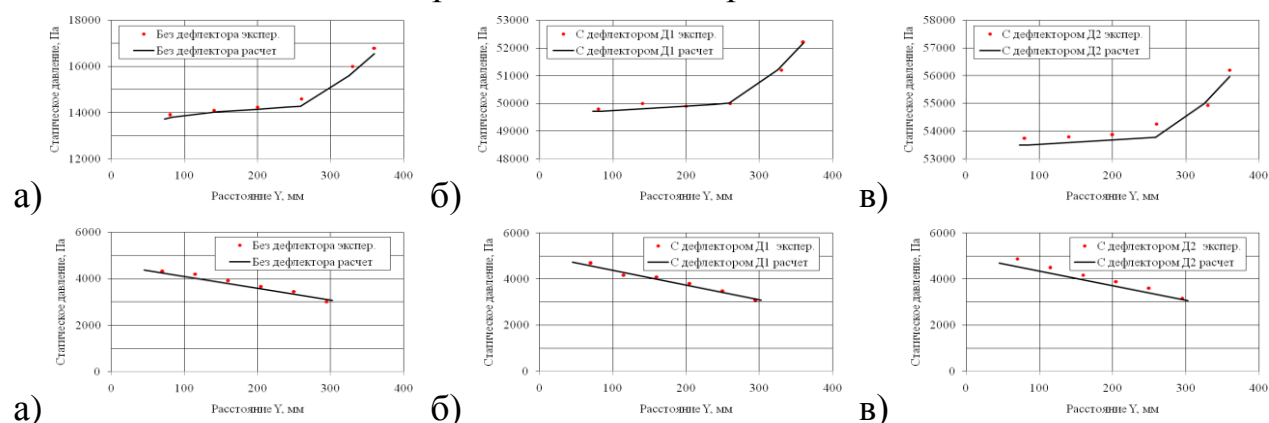 18000
16000
14000
12000
0
100
200
300
400
Статическое давление, Па
Расстояние Y, мм
Без дефлектора экспер.
Без дефлектора расчет
а)
53000
52000
51000
50000
49000
48000
0
100
200
300
400
Статическое давление, Па
Расстояние Y, мм
С дефлектором Д1 экспер.
С дефлектором Д1 расчет
б)
58000
57000
56000
55000
54000
53000
0
100
200
300
400
Статическое давление, Па
Расстояние Y, мм
С дефлектором Д2 экспер.
С дефлектором Д2 расчет
в)
6000
4000
2000
0
0
100
200
300
400
Статическое давление, Па
Расстояние Y, мм
Без дефлектора экспер.
Без дефлектора расчет
а)
6000
4000
2000
0
0
100
200
300
400
Статическое давление, Па
Расстояние Y, мм
С дефлектором Д1 экспер.
С дефлектором Д1 расчет
б)
6000
4000
2000
0
0
100
200
300
400
Статическое давление, Па
Расстояние Y, мм
С дефлектором Д2 экспер.
С дефлектором Д2 расчет
в)